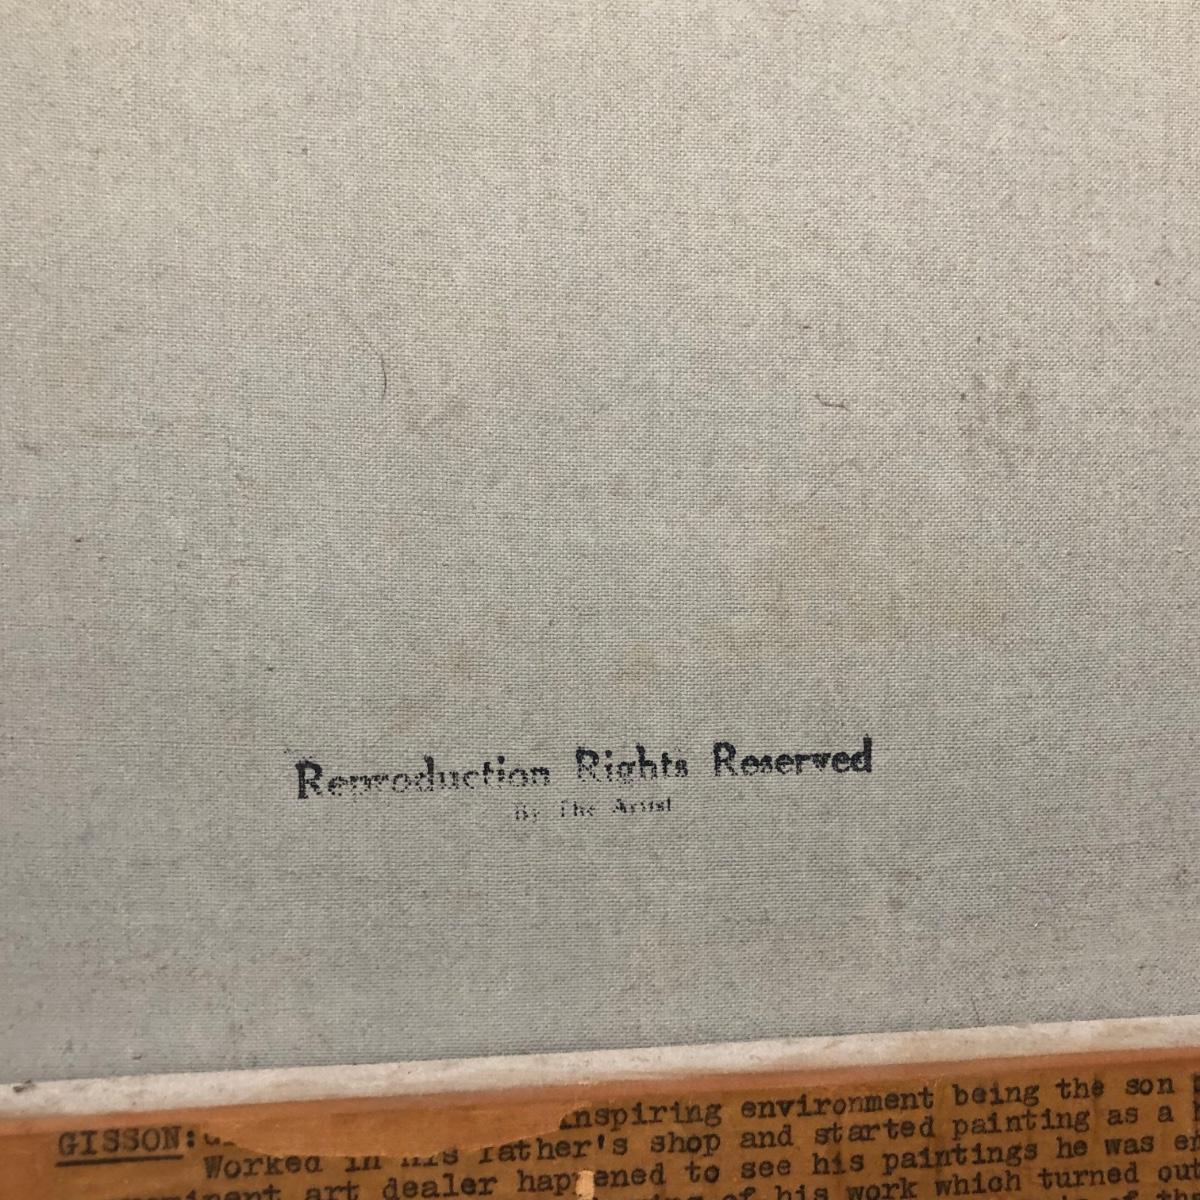 Reproduction Rights Reserved
By The Artist
GISSON: inspiring environment being the son
Worked in his father's shop and started painting as a
art dealer happened to see his paintings he was
of his work which turned out